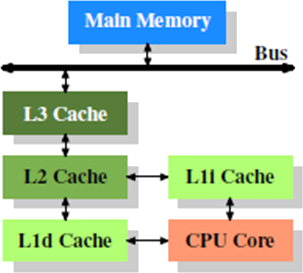 Main Memory
Bus
L3 Cache
L2 Cache
L1i Cache
L1d Cache
CPU Core